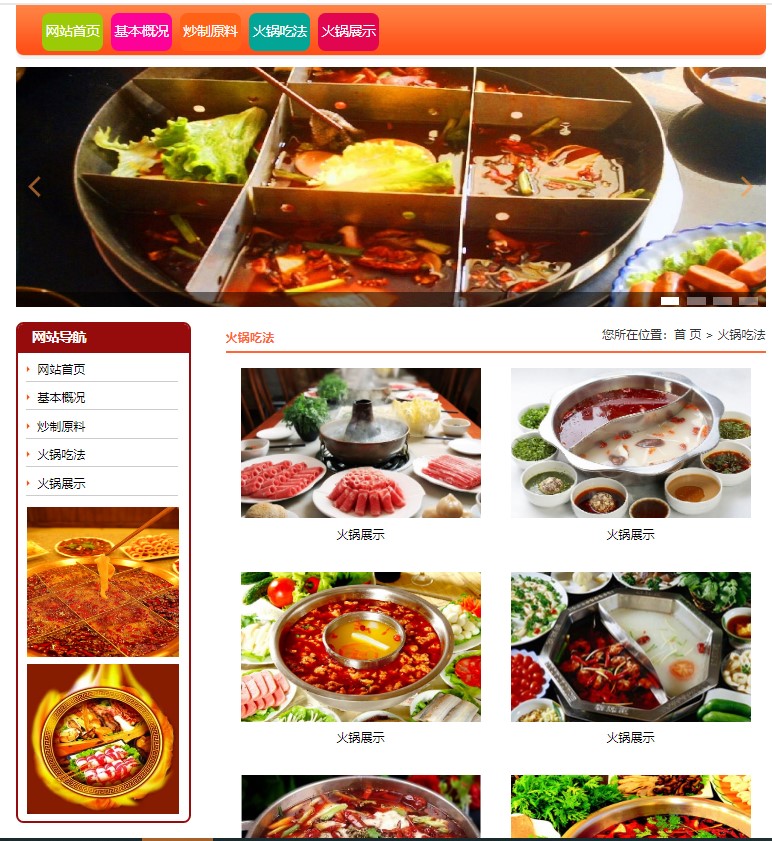 网站首页 基本概况 炒制原料 火锅吃法 火锅展示
网站导航
网站首页
基本概况
炒制原料
火锅吃法
火锅展示
火锅吃法
您所在位置：首 页 > 火锅吃法
火锅展示
火锅展示
火锅展示
火锅展示